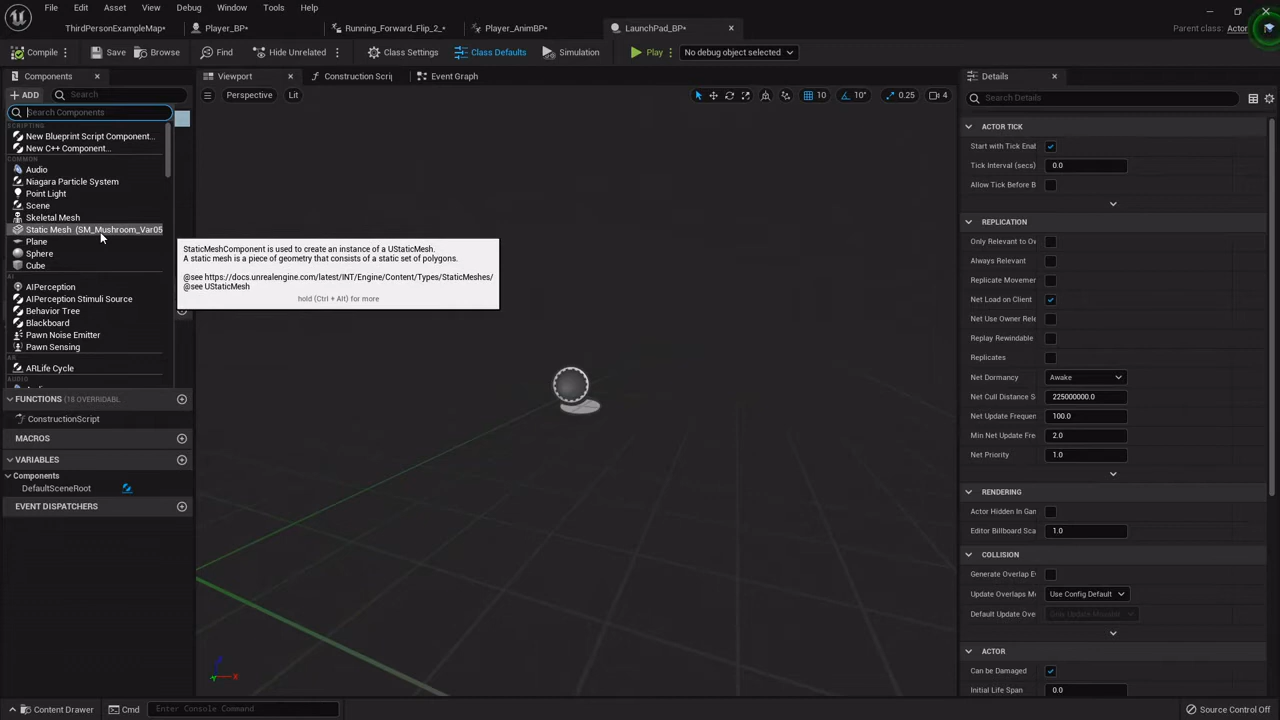 File Edit Asset View Debug Window Tools Help
ThirdPersonExampleMap*
Player_BP*
Running_Forward_Flip_2_*
Player_AnimBP*
LaunchPad_BP*
Parent class: Actor
Compile
Save
Browse
Find
Hide Unrelated
Class Settings
Class Defaults
Simulation
Play
No debug object selected
Components
ADD
Search
Search Components
SCRIPTING
New Blueprint Script Component...
New C++ Component...
COMMON
Audio
Niagara Particle System
Point Light
Scene
Skeletal Mesh
Static Mesh (SM_Mushroom_Var05
Plane
Sphere
Cube
AIPerception
AIPerception Stimuli Source
Behavior Tree
Blackboard
Pawn Noise Emitter
Pawn Sensing
AR
ARLife Cycle
AUDIO
FUNCTIONS (18 OVERRIDABL
ConstructionScript
MACROS
VARIABLES
Components
DefaultSceneRoot
EVENT DISPATCHERS
Viewport
Construction Scrip
Event Graph
Perspective
Lit
10
10°
0.25
4
StaticMeshComponent is used to create an instance of a UStaticMesh.
A static mesh is a piece of geometry that consists of a static set of polygons.
@see https://docs.unrealengine.com/latest/INT/Engine/Content/Types/StaticMeshes/
@see UStaticMesh
hold (Ctrl + Alt) for more
Details
Search Details
ACTOR TICK
Start with Tick Enab
Tick Interval (secs) 0.0
Allow Tick Before B
REPLICATION
Only Relevant to Ow
Always Relevant
Replicate Movemen
Net Load on Client
Net Use Owner Rele
Replay Rewindable
Replicates
Net Dormancy Awake
Net Cull Distance S 225000000.0
Net Update Frequen 100.0
Min Net Update Fre 2.0
Net Priority 1.0
RENDERING
Actor Hidden In Gan
Editor Billboard Sca 1.0
COLLISION
Generate Overlap E
Update Overlaps Me Use Config Default
Default Update Ove Only Update Movable
ACTOR
Can be Damaged
Initial Life Span 0.0
Content Drawer
Cmd
Enter Console Command
Source Control Off